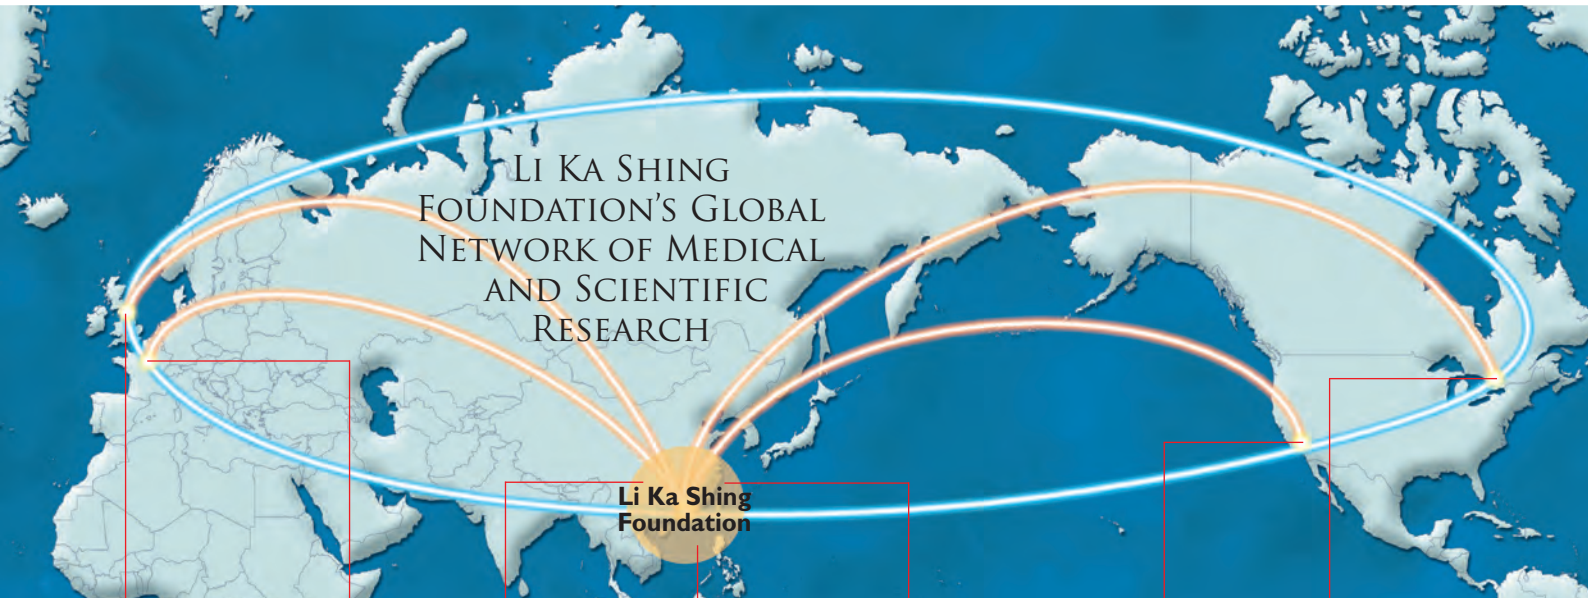 Li Ka Shing
Foundation's Global
Network of Medical
and Scientific
Research
Li Ka Shing
Foundation